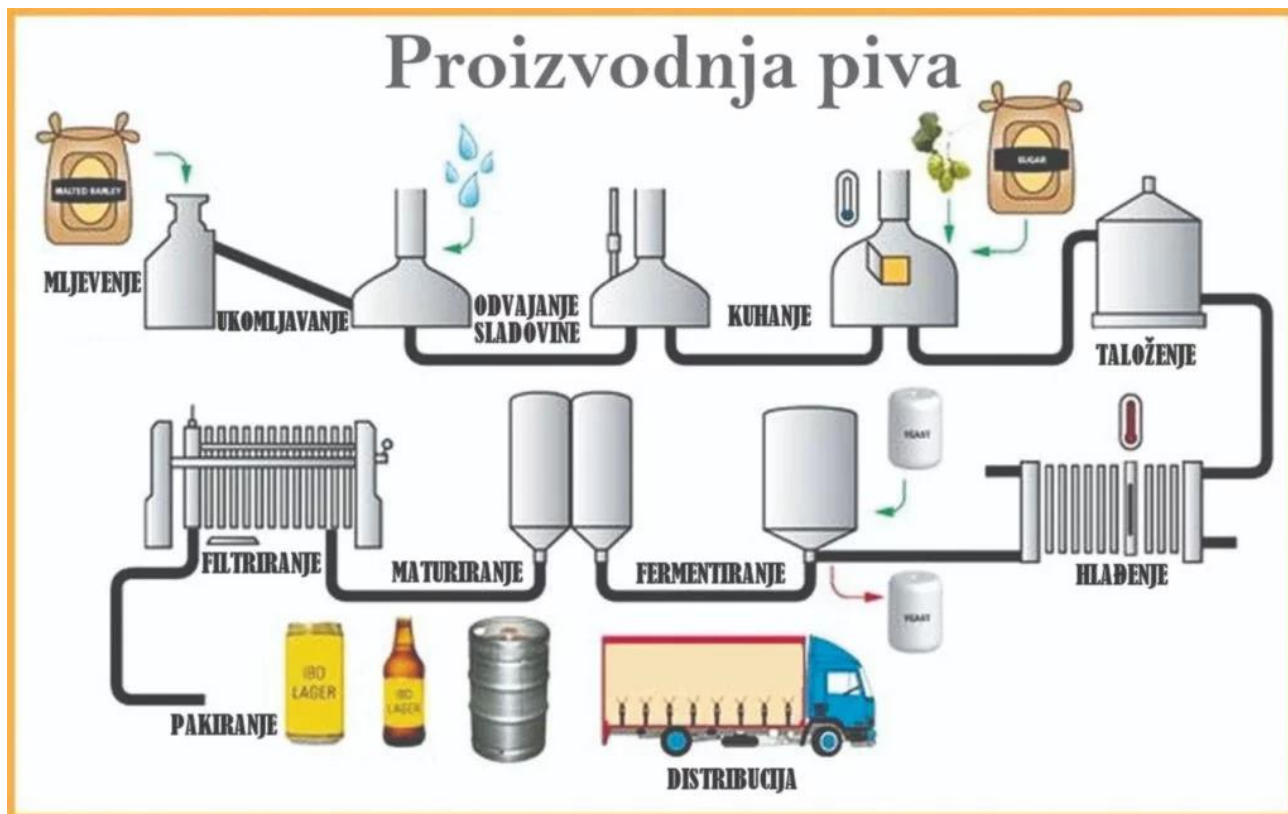 Proizvodnja piva
MALTED BARLEY
SUGAR
MLJEVENJE
UKOMLJAVANJE
ODVAJANJE
SLADOVINE
KUHANJE
TALOŽENJE
YEAST
FILTRIRANJE
MATURIRANJE
FERMENTIRANJE
HLAĐENJE
YEAST
IBD
LAGER
IBD
LAGER
PAKIRANJE
DISTRIBUCIJA